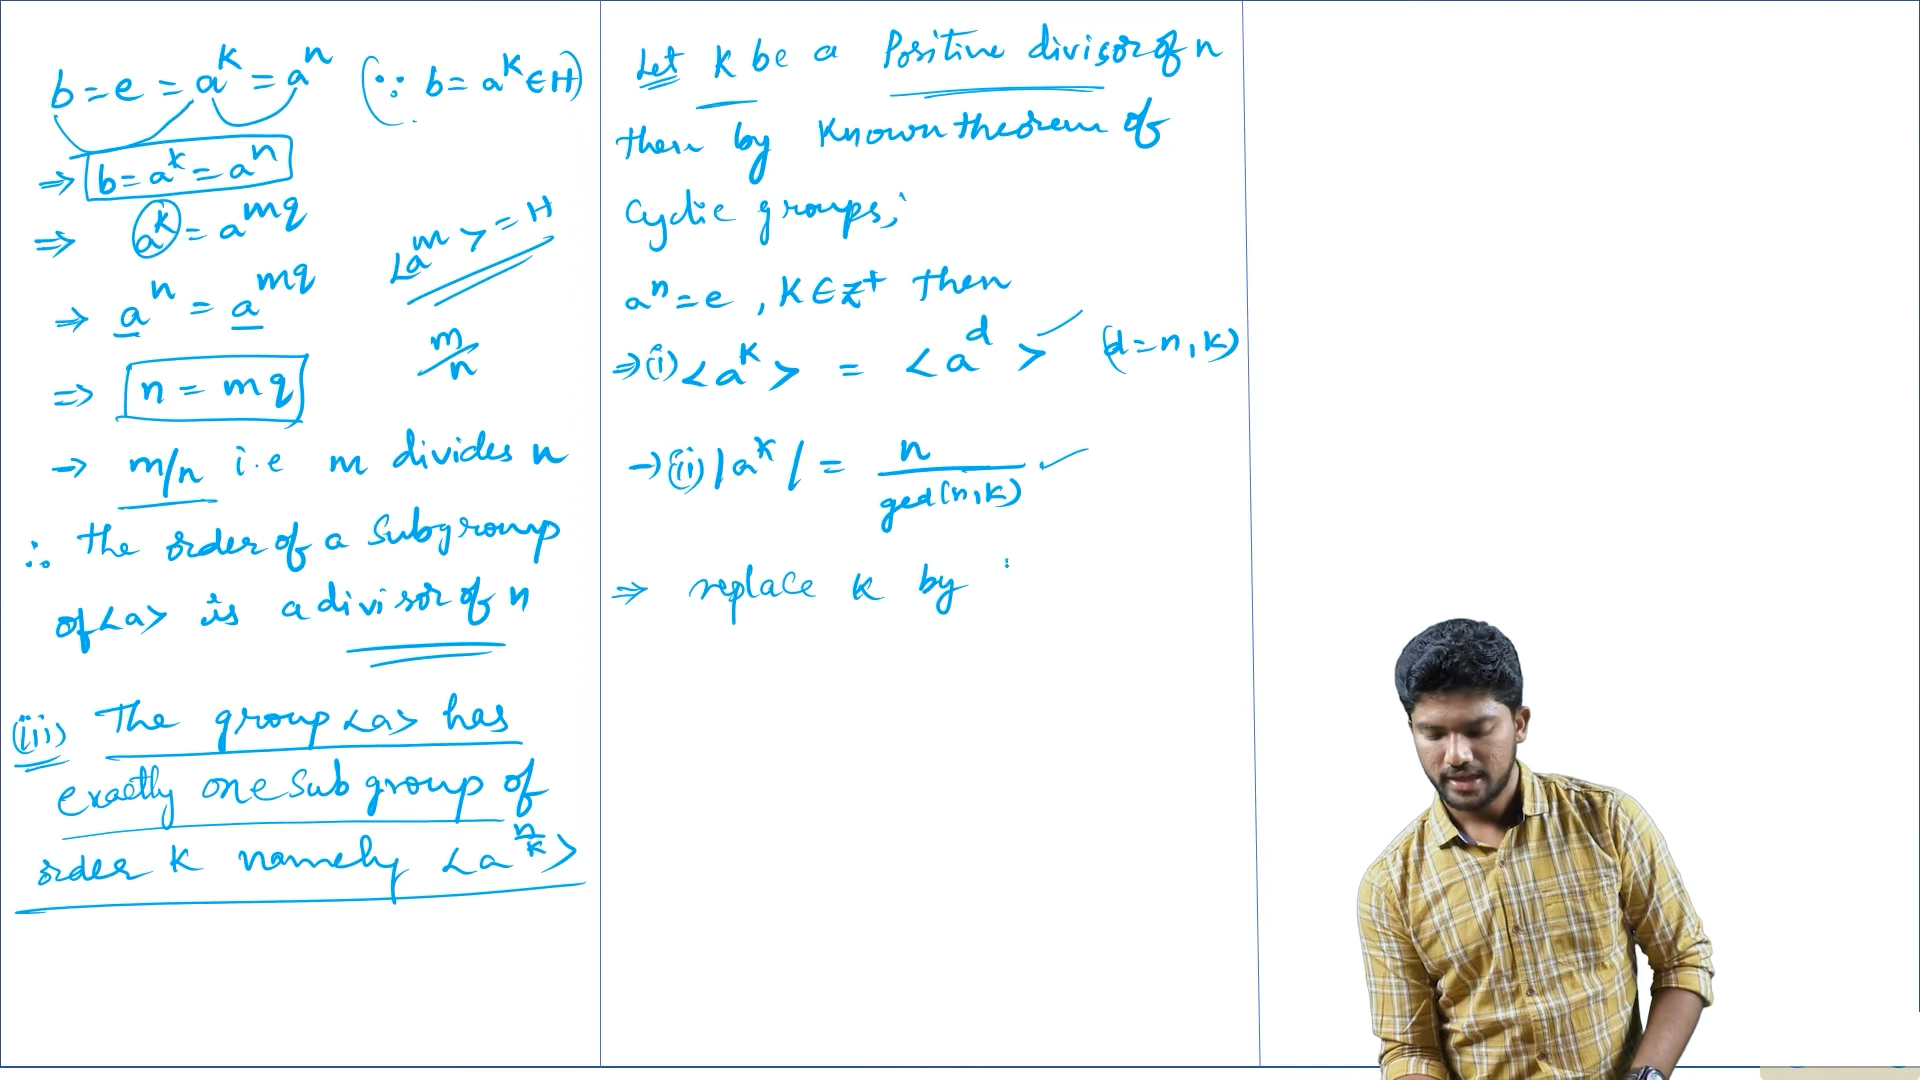 b = e = a^k = a^n (∵ b = a^k ∈ H)
⇒ b = a^k = a^n
⇒ a^k = a^mq
<a^m> = H
⇒ a^n = a^mq
m/n
⇒ n = mq
→ m/n i.e m divides n
∴ the order of a subgroup
of <a> is a divisor of n
(iii) The group <a> has
exactly one subgroup of
order k namely <a^n/k>
Let k be a Positive divisor of n
then by Known theorem of
Cyclic groups;
a^n = e , k ∈ Z^+ then
⇒ (i) <a^k> = <a^d> ✓ (d = n, k)
→ (ii) |a^k| = n/gcd(n,k) ✓
⇒ replace k by